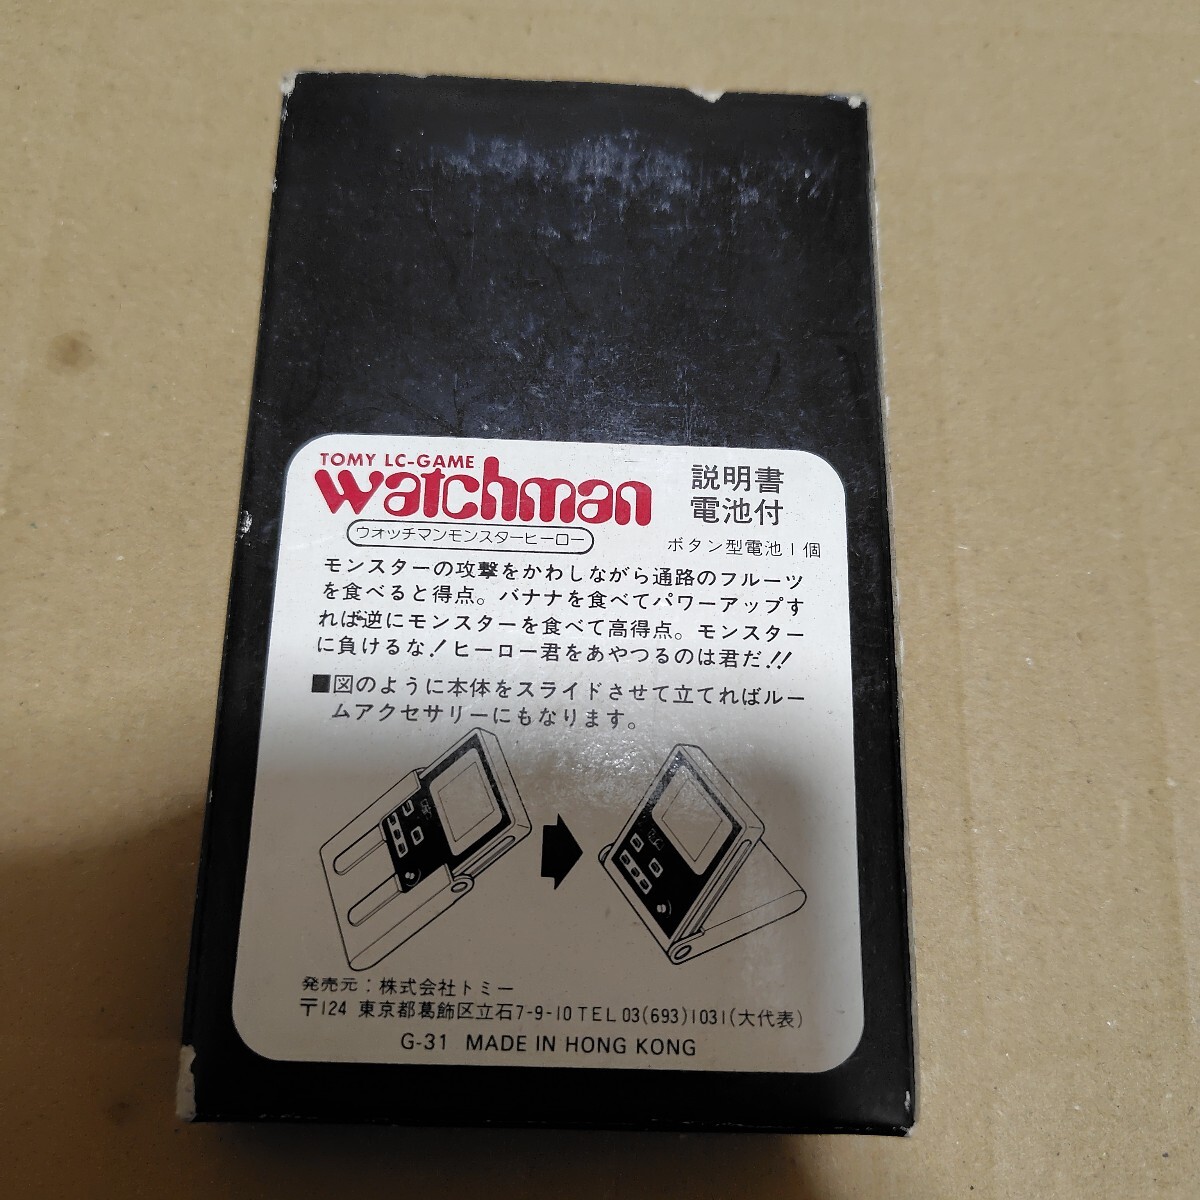 TOMY LC-GAME
watchman
説明書
電池付
ウオッチマンモンスターヒーロー
ボタン型電池1個
モンスターの攻撃をかわしながら通路のフルーツ
を食べると得点。バナナを食べてパワーアップす
れば逆にモンスターを食べて高得点。モンスター
に負けるな!ヒーロー君をあやつるのは君だ!!
■図のように本体をスライドさせて立てればルー
ムアクセサリーにもなります。
発売元:株式会社トミー
〒124 東京都葛飾区立石7-9-10 TEL 03(693)1031(大代表)
G-31 MADE IN HONG KONG